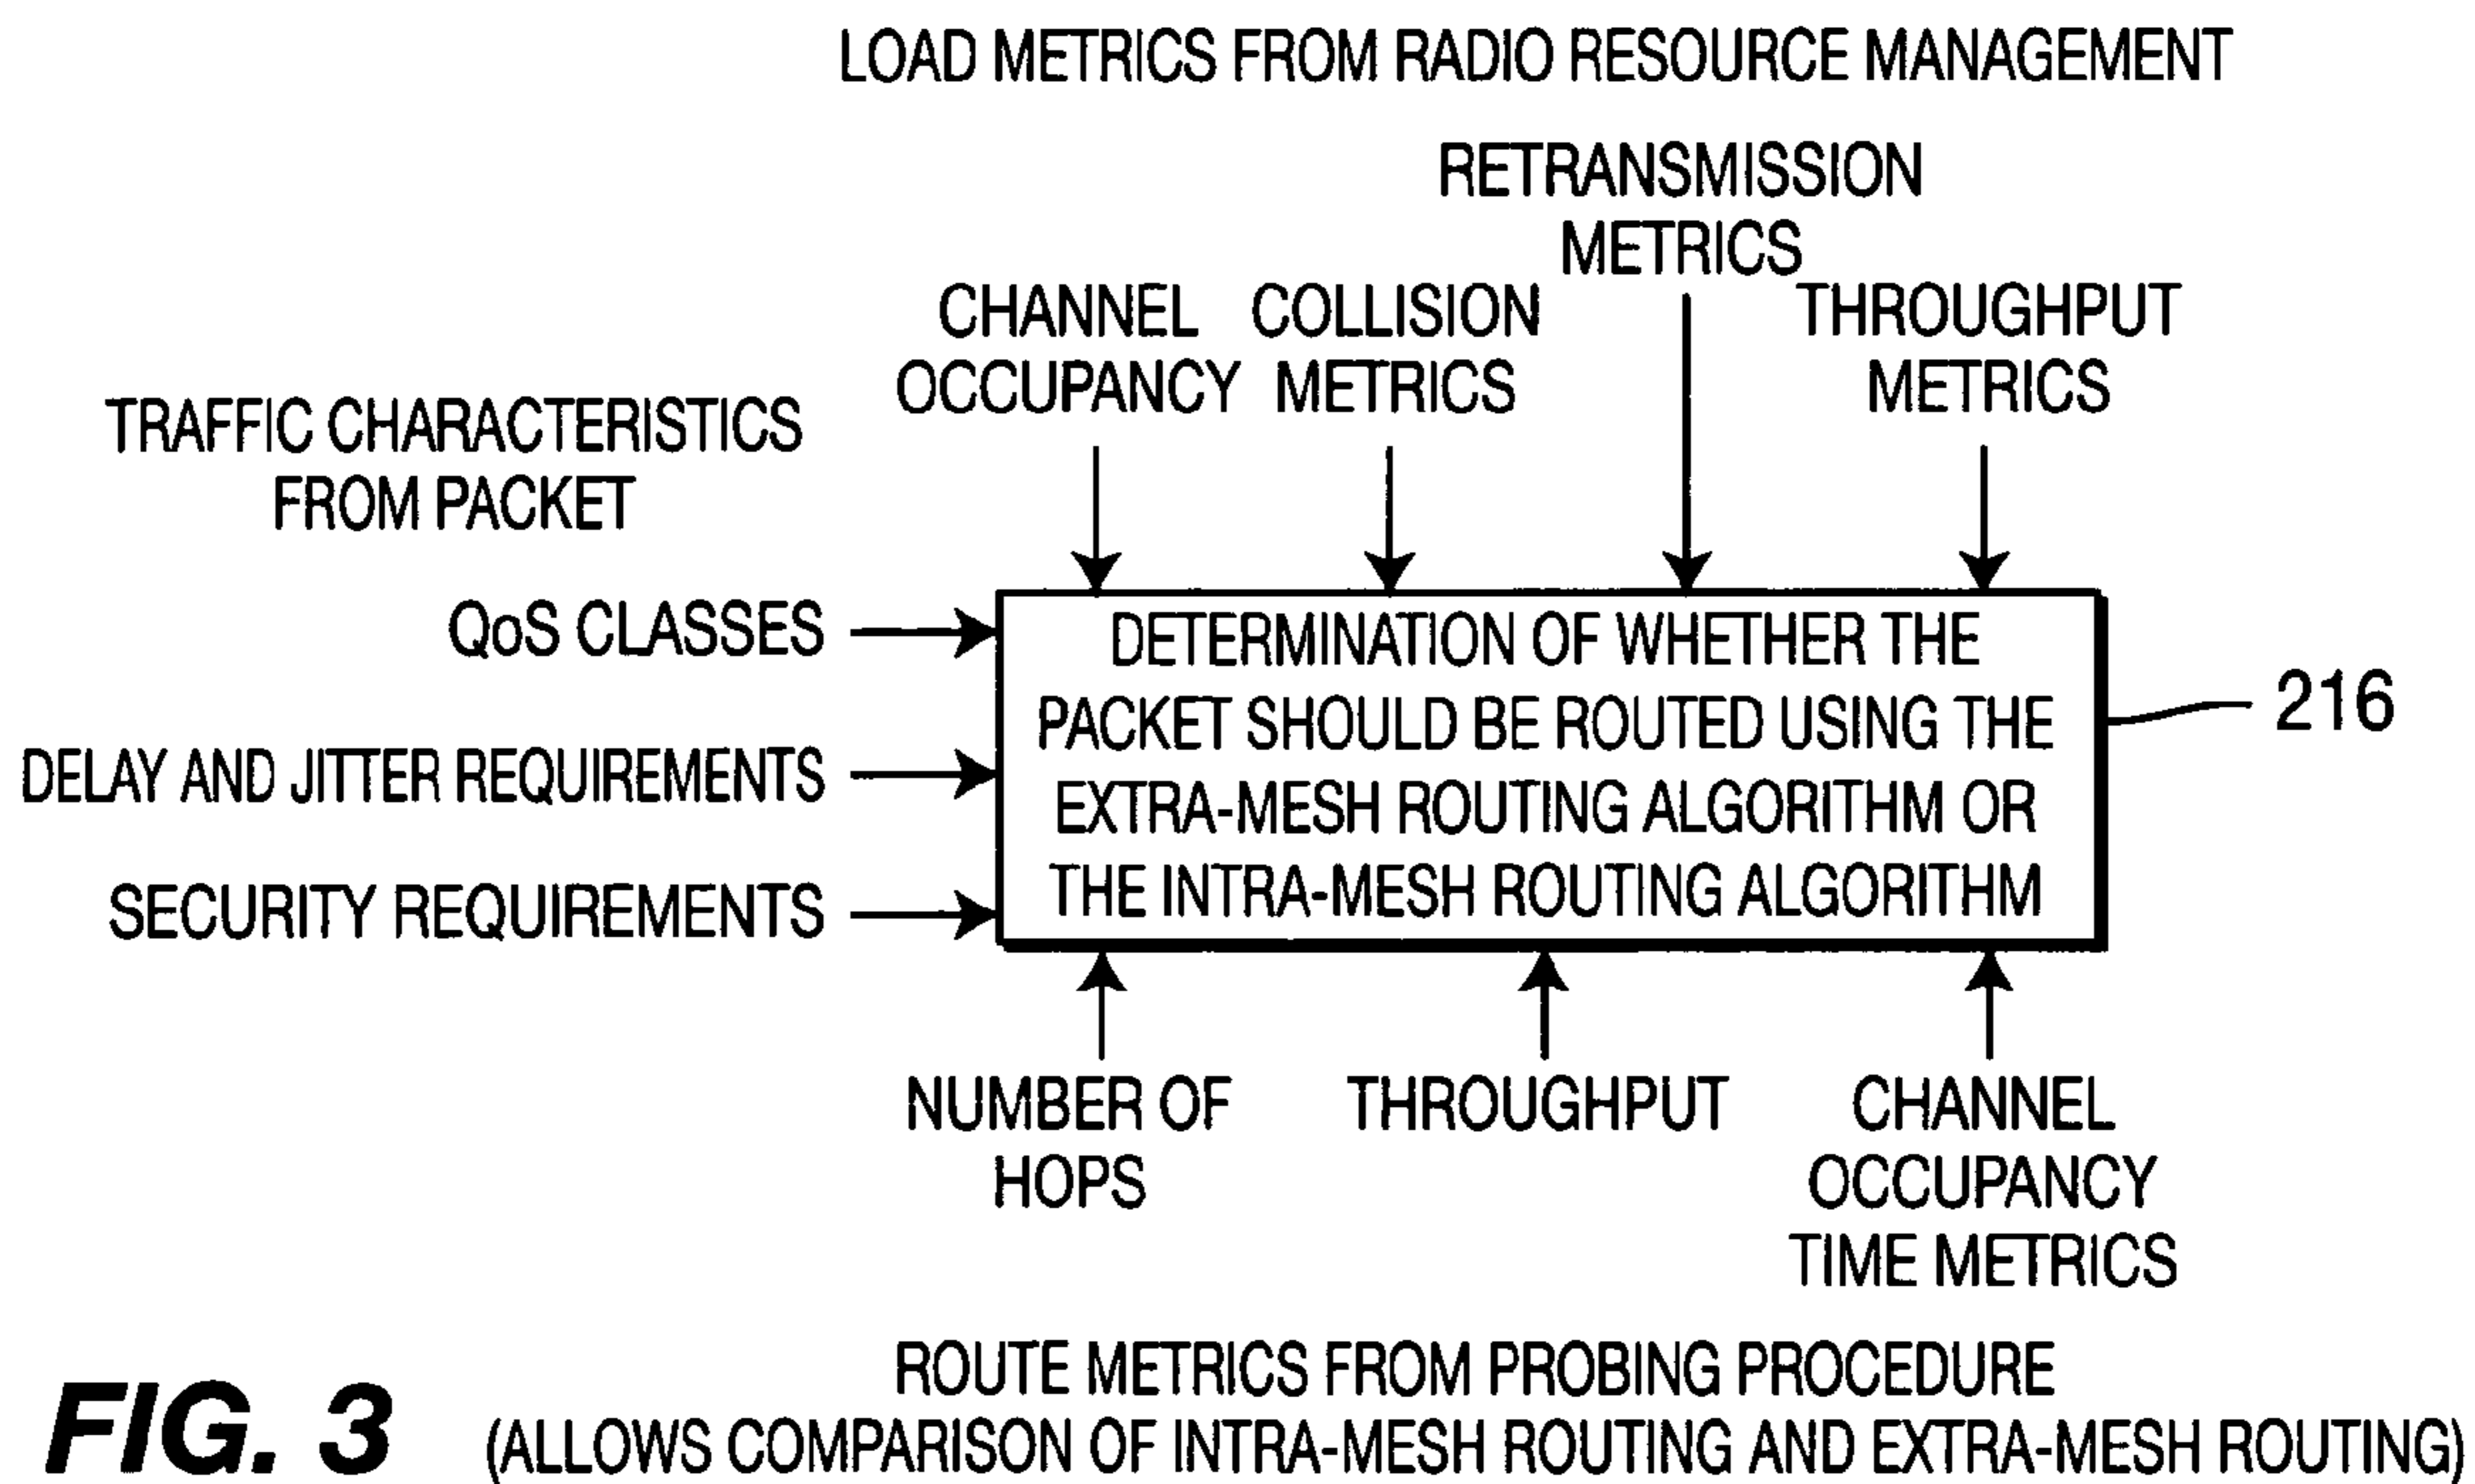 LOAD METRICS FROM RADIO RESOURCE MANAGEMENT
RETRANSMISSION
METRICS
CHANNEL
OCCUPANCY
COLLISION
METRICS
THROUGHPUT
METRICS
TRAFFIC CHARACTERISTICS
FROM PACKET
QoS CLASSES
DELAY AND JITTER REQUIREMENTS
SECURITY REQUIREMENTS
DETERMINATION OF WHETHER THE
PACKET SHOULD BE ROUTED USING THE
EXTRA-MESH ROUTING ALGORITHM OR
THE INTRA-MESH ROUTING ALGORITHM
216
NUMBER OF
HOPS
THROUGHPUT
CHANNEL
OCCUPANCY
TIME METRICS
ROUTE METRICS FROM PROBING PROCEDURE
(ALLOWS COMPARISON OF INTRA-MESH ROUTING AND EXTRA-MESH ROUTING)
FIG. 3